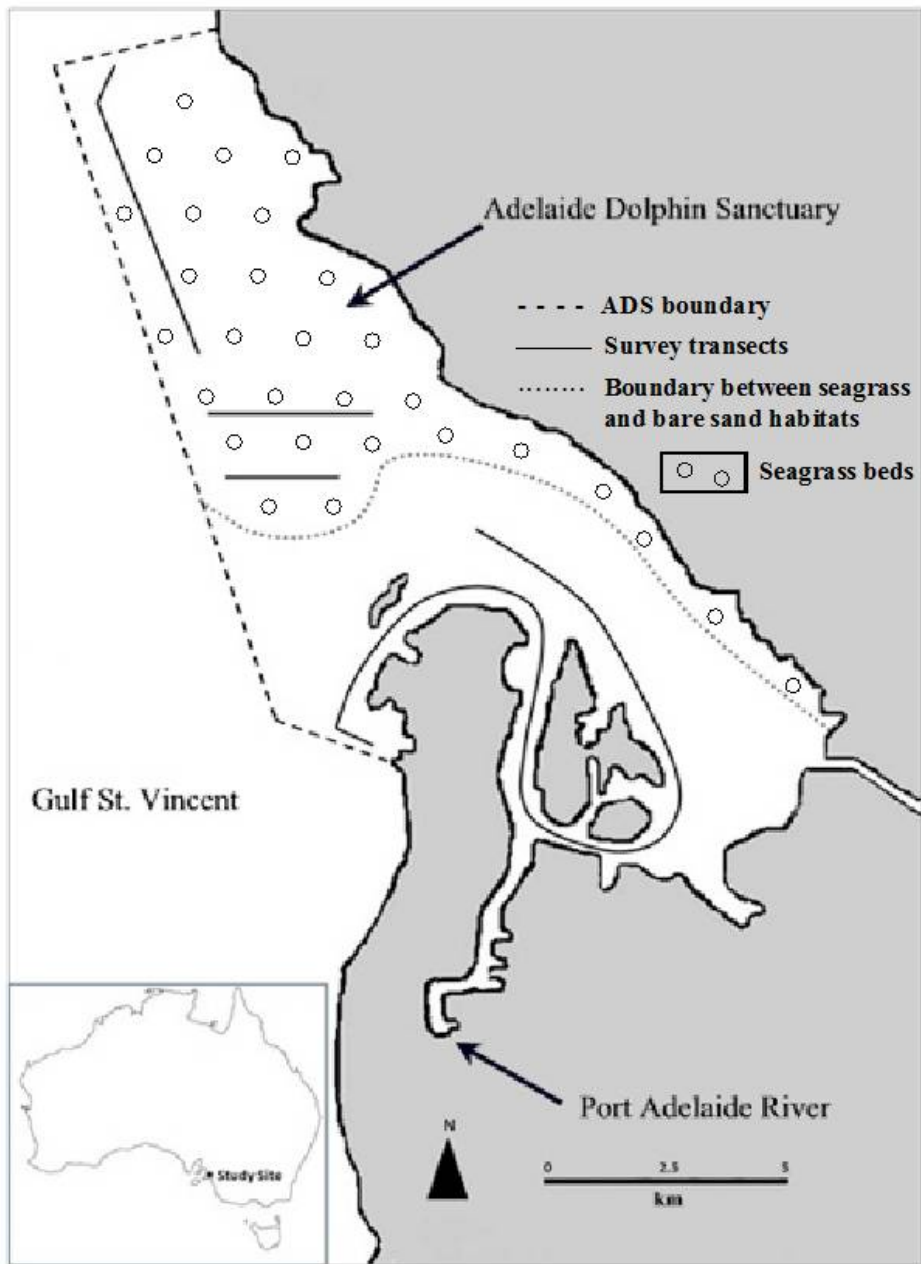 Adelaide Dolphin Sanctuary
ADS boundary
Survey transects
Boundary between seagrass
and bare sand habitats
Seagrass beds
Gulf St. Vincent
Port Adelaide River
Study Site
N
0 2.5 5
km